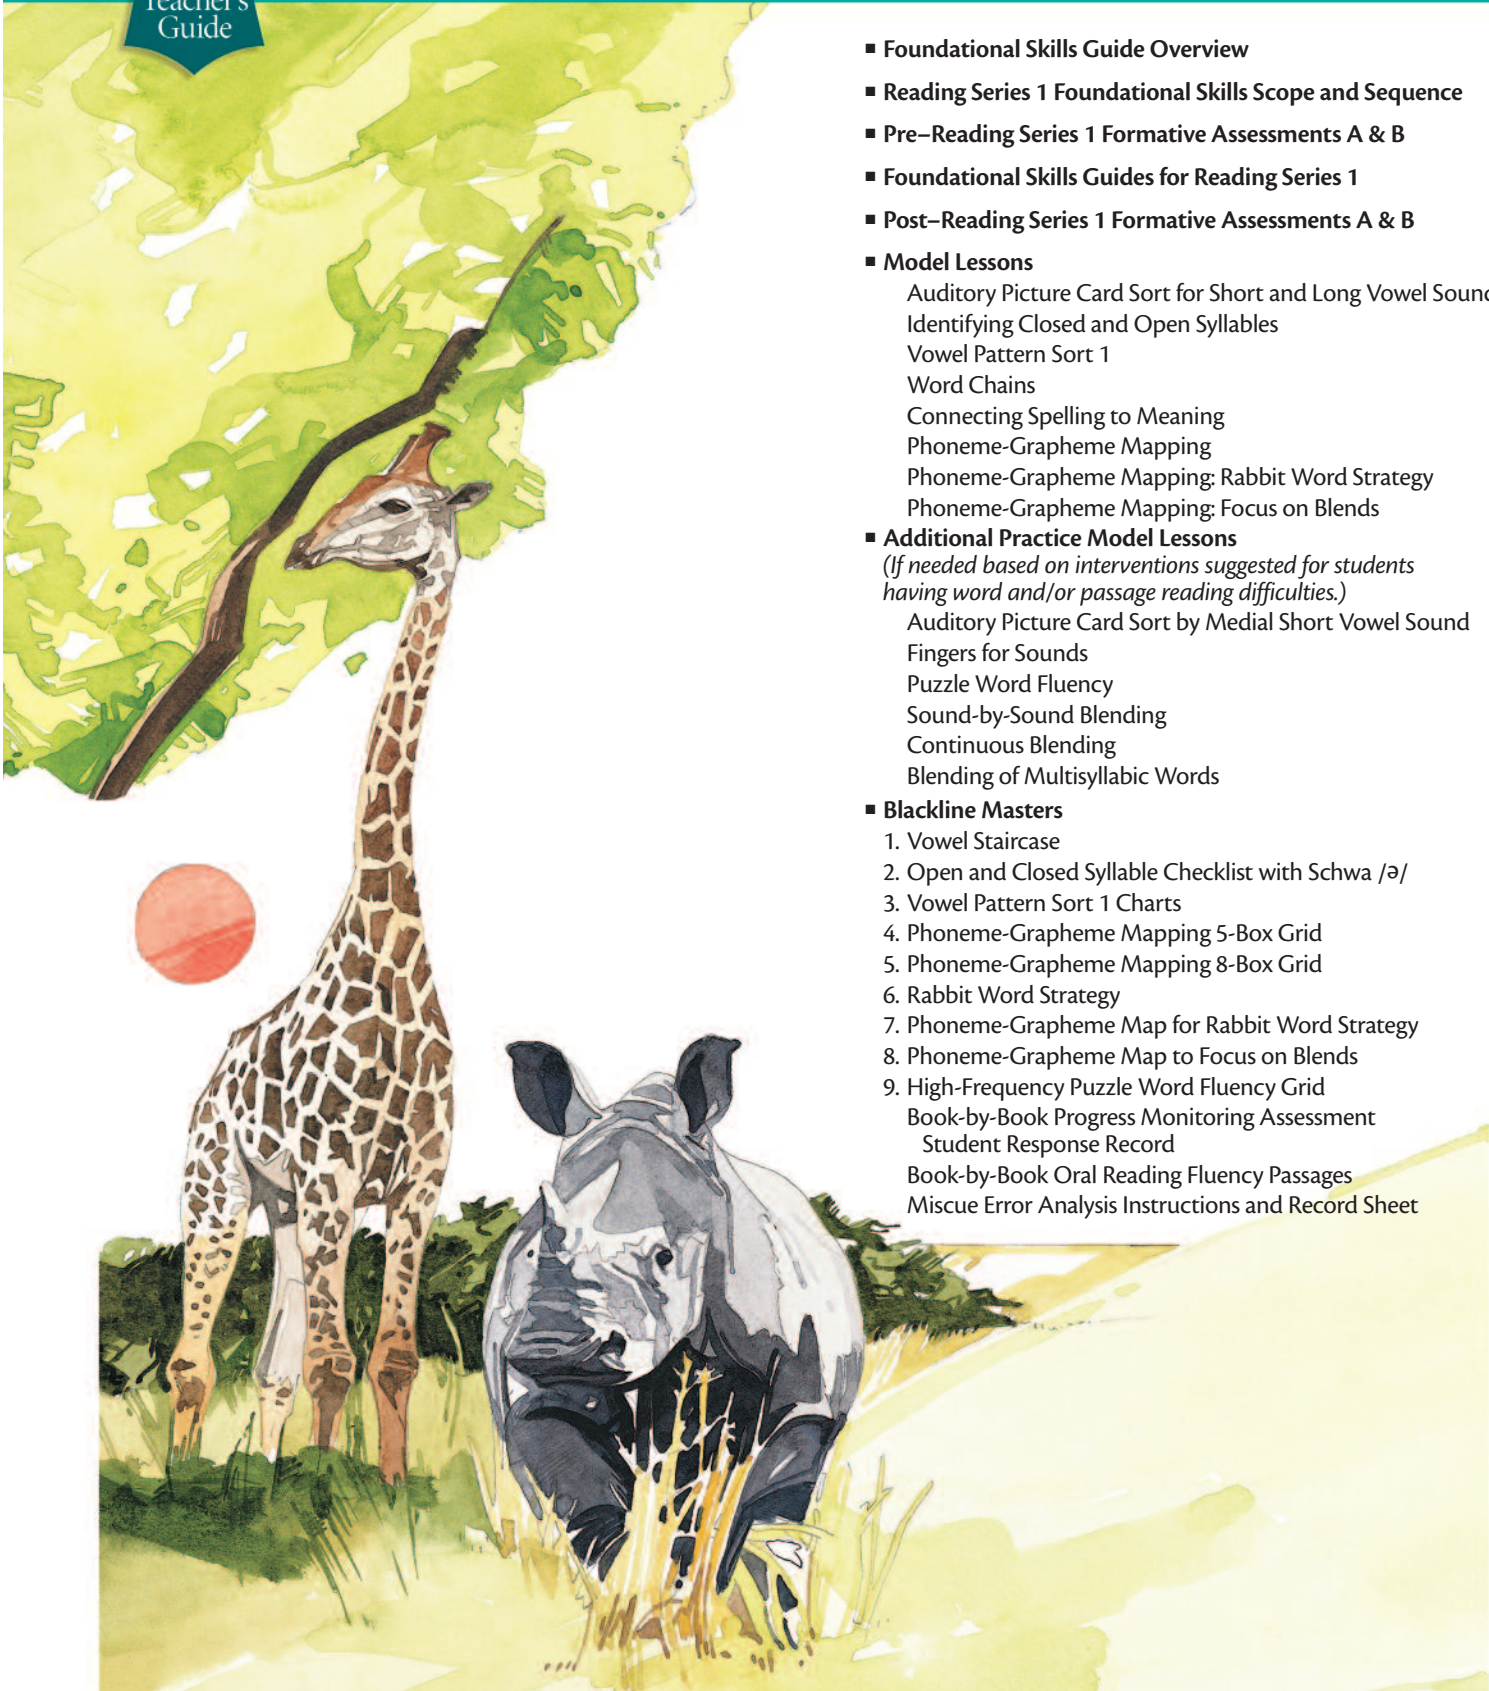 Teacher's
Guide
▪ Foundational Skills Guide Overview
▪ Reading Series 1 Foundational Skills Scope and Sequence
▪ Pre–Reading Series 1 Formative Assessments A & B
▪ Foundational Skills Guides for Reading Series 1
▪ Post–Reading Series 1 Formative Assessments A & B
▪ Model Lessons
Auditory Picture Card Sort for Short and Long Vowel Sound
Identifying Closed and Open Syllables
Vowel Pattern Sort 1
Word Chains
Connecting Spelling to Meaning
Phoneme-Grapheme Mapping
Phoneme-Grapheme Mapping: Rabbit Word Strategy
Phoneme-Grapheme Mapping: Focus on Blends
▪ Additional Practice Model Lessons
(If needed based on interventions suggested for students
having word and/or passage reading difficulties.)
Auditory Picture Card Sort by Medial Short Vowel Sound
Fingers for Sounds
Puzzle Word Fluency
Sound-by-Sound Blending
Continuous Blending
Blending of Multisyllabic Words
▪ Blackline Masters
1. Vowel Staircase
2. Open and Closed Syllable Checklist with Schwa /ə/
3. Vowel Pattern Sort 1 Charts
4. Phoneme-Grapheme Mapping 5-Box Grid
5. Phoneme-Grapheme Mapping 8-Box Grid
6. Rabbit Word Strategy
7. Phoneme-Grapheme Map for Rabbit Word Strategy
8. Phoneme-Grapheme Map to Focus on Blends
9. High-Frequency Puzzle Word Fluency Grid
Book-by-Book Progress Monitoring Assessment
Student Response Record
Book-by-Book Oral Reading Fluency Passages
Miscue Error Analysis Instructions and Record Sheet